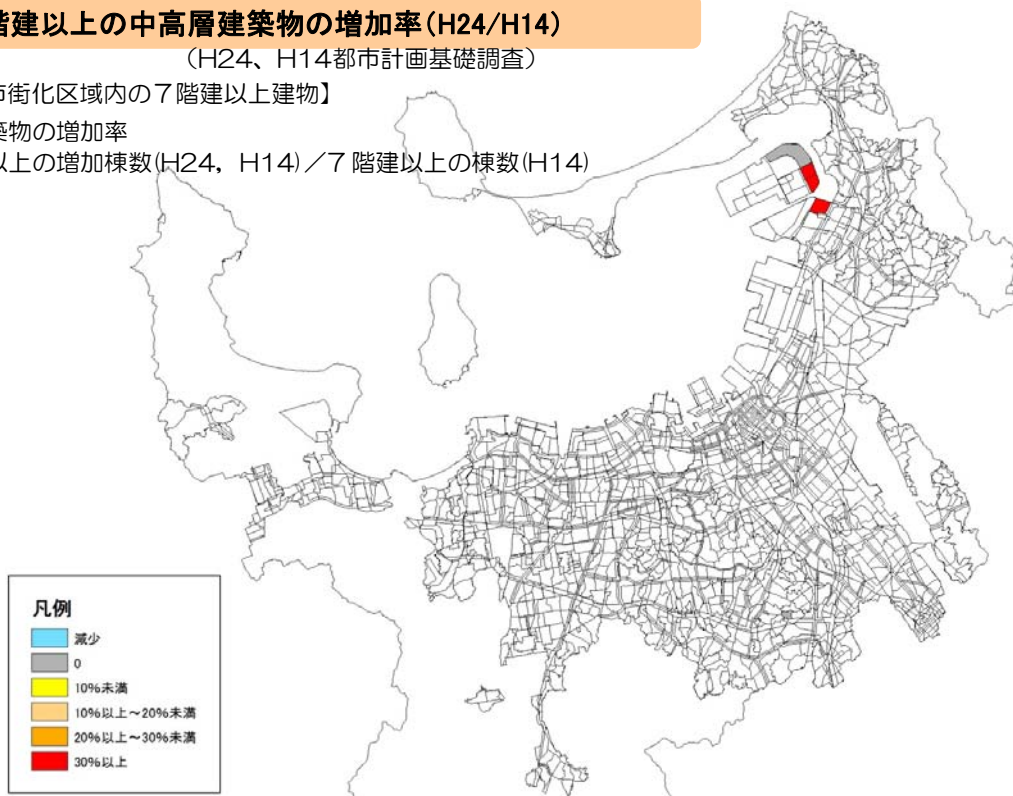 階建以上の中高層建築物の増加率(H24/H14)
(H24、H14都市計画基礎調査)
市街化区域内の7階建以上建物】
築物の増加率
以上の増加棟数(H24，H14)／7階建以上の棟数(H14)
凡例
減少
0
10%未満
10%以上～20%未満
20%以上～30%未満
30%以上